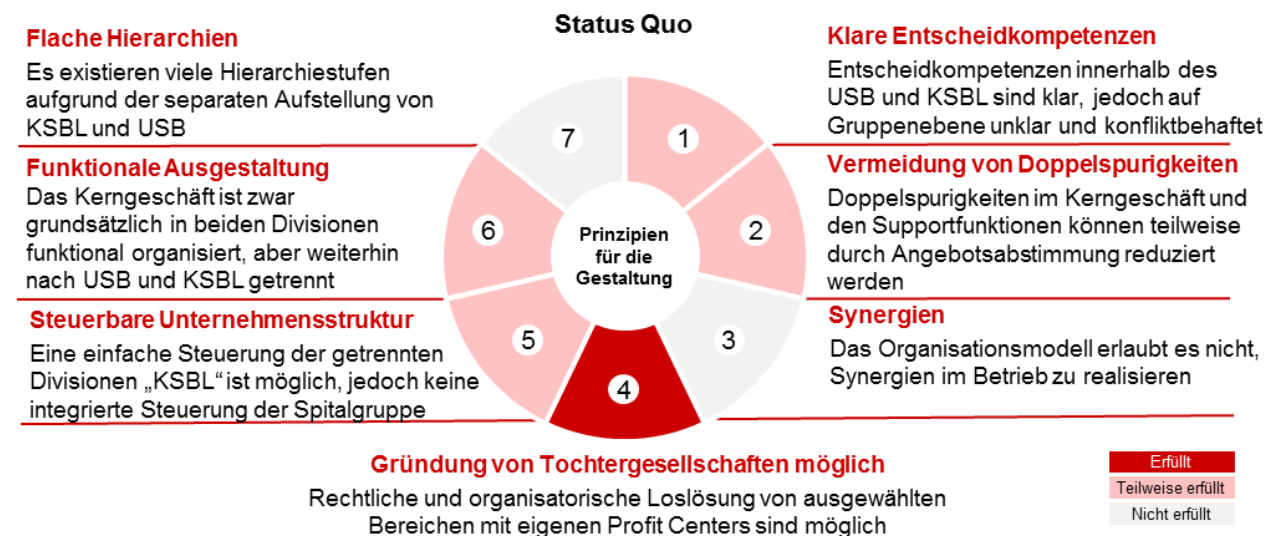 Status Quo
Flache Hierarchien
Es existieren viele Hierarchiestufen
aufgrund der separaten Aufstellung von
KSBL und USB
Funktionale Ausgestaltung
Das Kerngeschäft ist zwar
grundsätzlich in beiden Divisionen
funktional organisiert, aber weiterhin
nach USB und KSBL getrennt
Steuerbare Unternehmensstruktur
Eine einfache Steuerung der getrennten
Divisionen „KSBL“ ist möglich, jedoch keine
integrierte Steuerung der Spitalgruppe
7
1
6
2
5
3
4
Prinzipien
für die
Gestaltung
Klare Entscheidkompetenzen
Entscheidkompetenzen innerhalb des
USB und KSBL sind klar, jedoch auf
Gruppenebene unklar und konfliktbehaftet
Vermeidung von Doppelspurigkeiten
Doppelspurigkeiten im Kerngeschäft und
den Supportfunktionen können teilweise
durch Angebotsabstimmung reduziert
werden
Synergien
Das Organisationsmodell erlaubt es nicht,
Synergien im Betrieb zu realisieren
Gründung von Tochtergesellschaften möglich
Rechtliche und organisatorische Loslösung von ausgewählten
Bereichen mit eigenen Profit Centers sind möglich
Erfüllt
Teilweise erfüllt
Nicht erfüllt